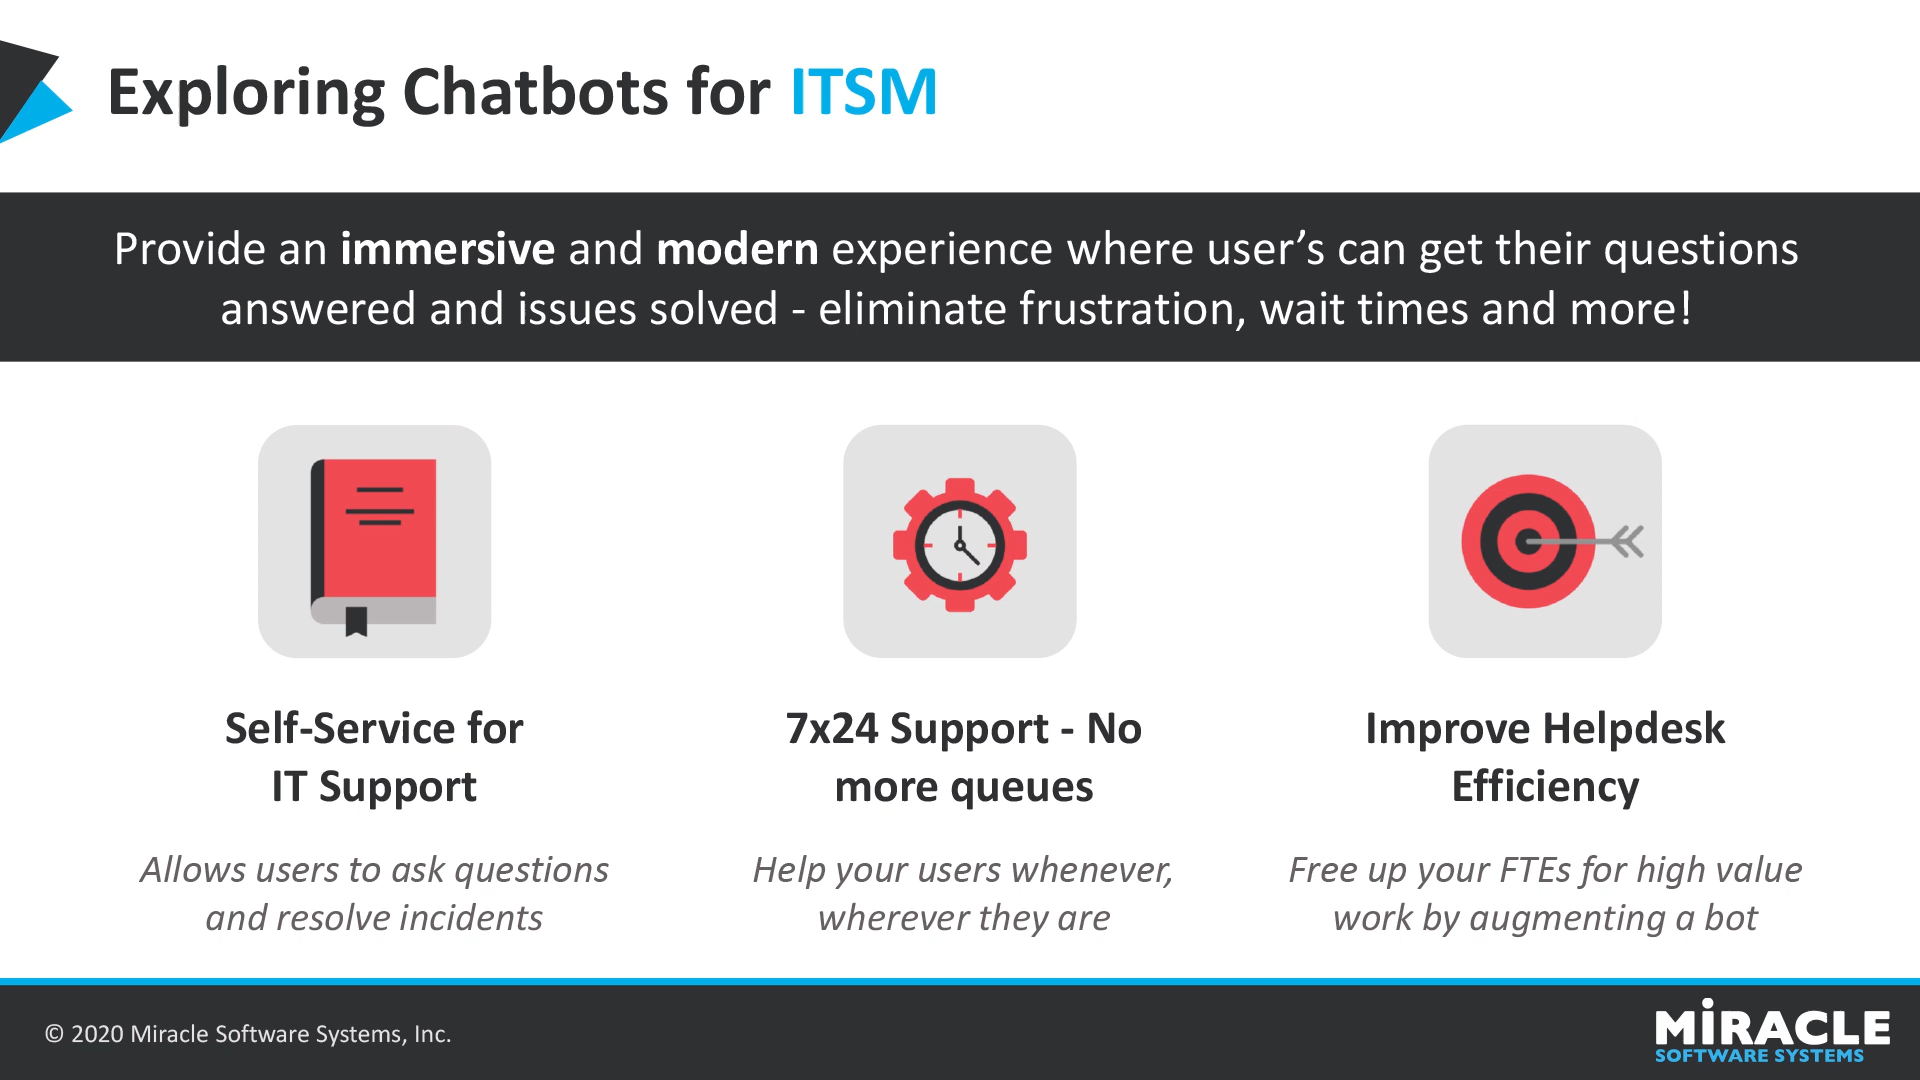 Exploring Chatbots for ITSM
Provide an immersive and modern experience where user’s can get their questions
answered and issues solved - eliminate frustration, wait times and more!
Self-Service for
IT Support
Allows users to ask questions
and resolve incidents
7x24 Support - No
more queues
Help your users whenever,
wherever they are
Improve Helpdesk
Efficiency
Free up your FTEs for high value
work by augmenting a bot
© 2020 Miracle Software Systems, Inc.
MiRACLE
SOFTWARE SYSTEMS